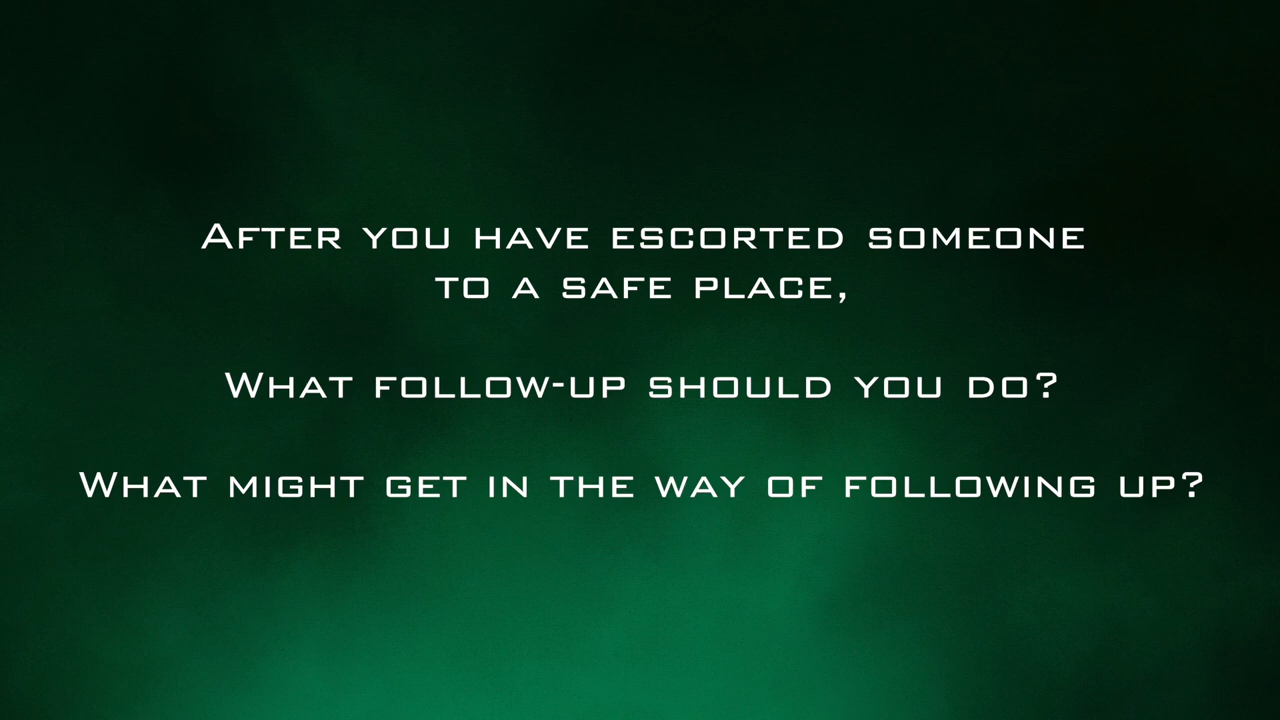 After you have escorted someone
to a safe place,
What follow-up should you do?
What might get in the way of following up?